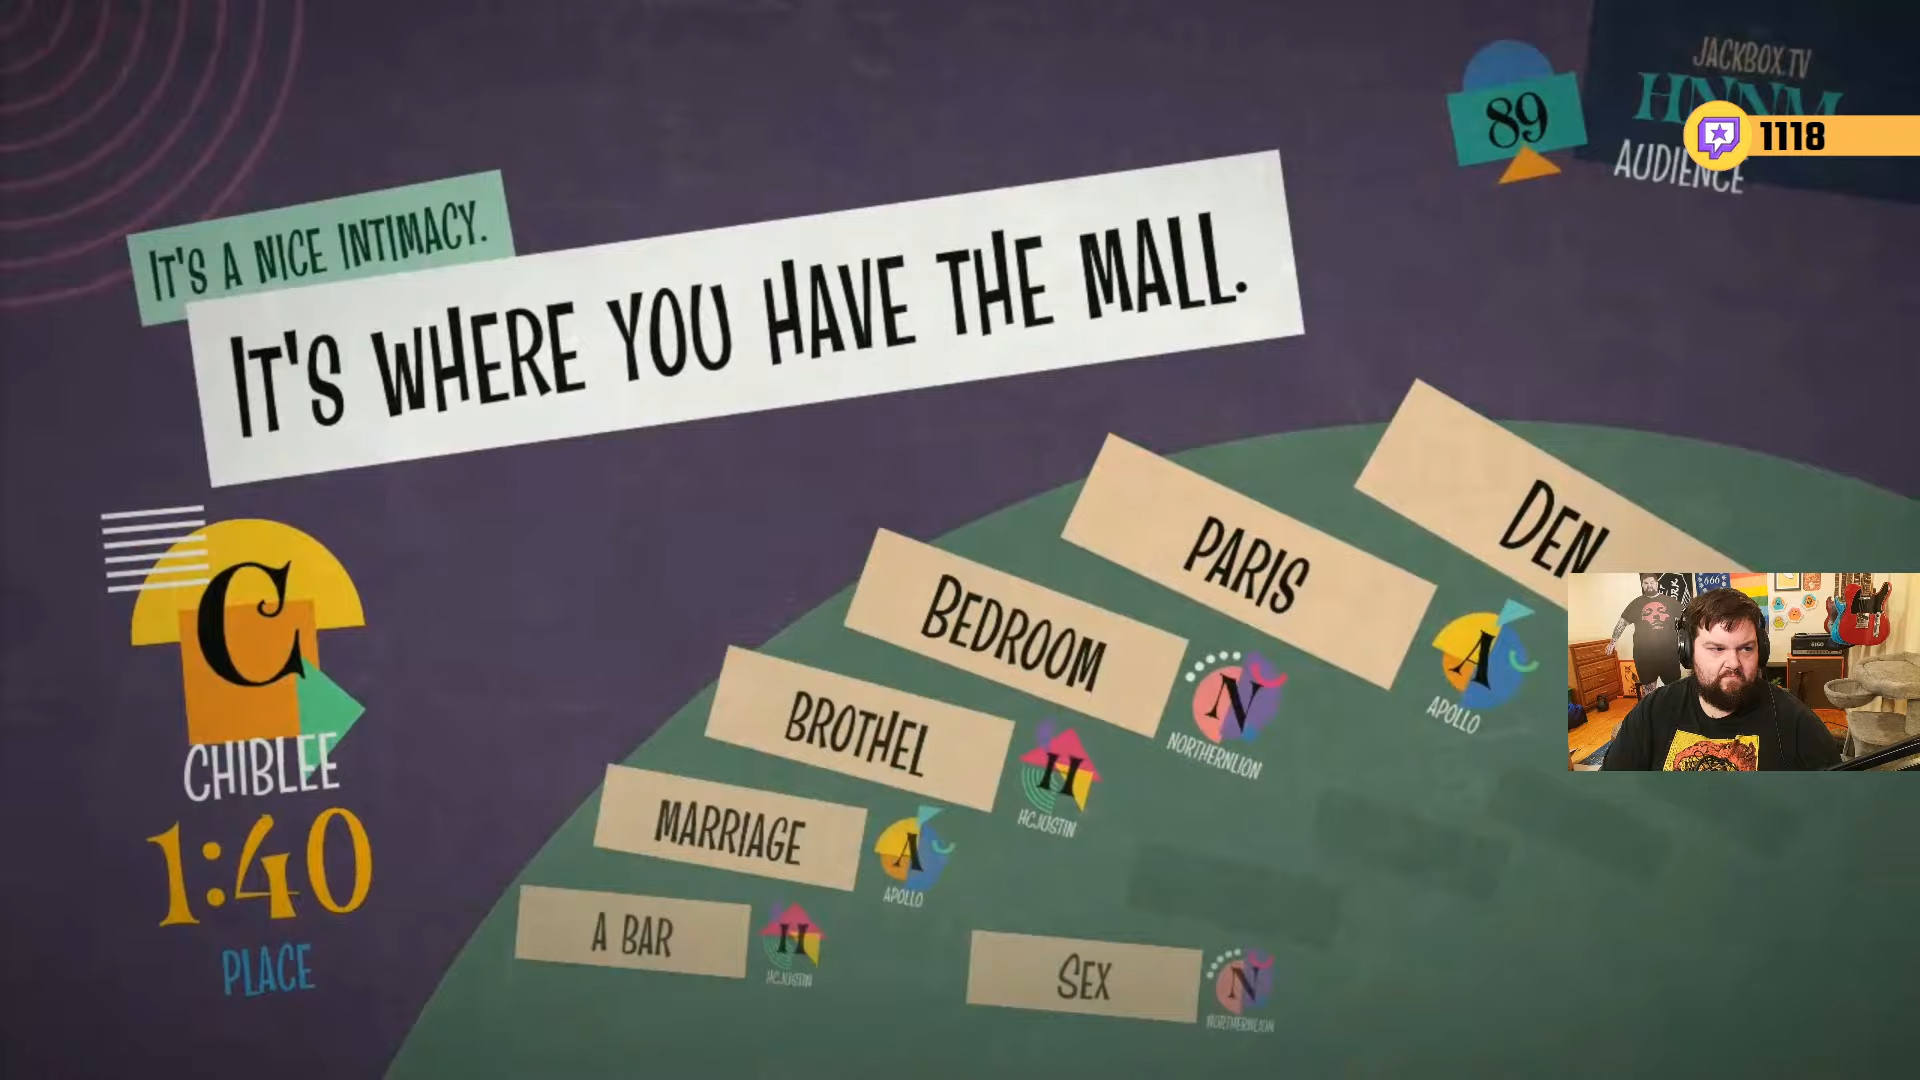 JACKBOX.TV
HNNM
AUDIENCE
89
1118
IT'S A NICE INTIMACY.
IT'S WHERE YOU HAVE THE MALL.
C
CHIBLEE
1:40
PLACE
DEN
PARIS
A
APOLLO
BEDROOM
N
NORTHERNLION
BROTHEL
H
HCJUSTIN
MARRIAGE
A
APOLLO
A BAR
H
HCJUSTIN
SEX
N
NORTHERNLION
666